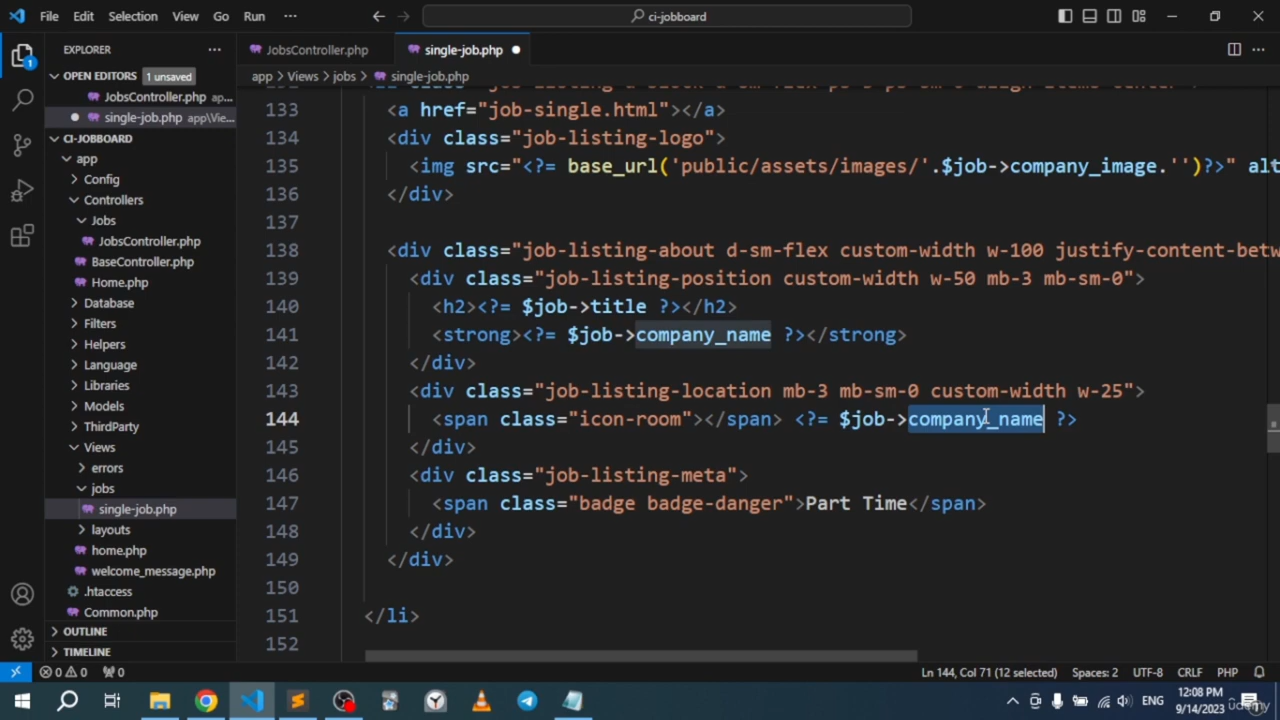 File Edit Selection View Go Run ···
ci-jobboard
EXPLORER ···
JobsController.php
single-job.php
OPEN EDITORS 1 unsaved
app > Views > jobs > single-job.php
JobsController.php ap...
single-job.php app\Vie...
CI-JOBBOARD
app
Config
Controllers
Jobs
JobsController.php
BaseController.php
Home.php
Database
Filters
Helpers
Language
Libraries
Models
ThirdParty
Views
errors
jobs
single-job.php
layouts
home.php
welcome_message.php
.htaccess
Common.php
OUTLINE
TIMELINE
133 <a href="job-single.html"></a>
134 <div class="job-listing-logo">
135 <img src="<?= base_url('public/assets/images/'.$job->company_image.'')?>" alt
136 </div>
137
138 <div class="job-listing-about d-sm-flex custom-width w-100 justify-content-betw
139 <div class="job-listing-position custom-width w-50 mb-3 mb-sm-0">
140 <h2><?= $job->title ?></h2>
141 <strong><?= $job->company_name ?></strong>
142 </div>
143 <div class="job-listing-location mb-3 mb-sm-0 custom-width w-25">
144 <span class="icon-room"></span> <?= $job->company_name ?>
145 </div>
146 <div class="job-listing-meta">
147 <span class="badge badge-danger">Part Time</span>
148 </div>
149 </div>
150
151 </li>
152
0 0 0 Ln 144, Col 71 (12 selected) Spaces: 2 UTF-8 CRLF PHP
ENG 12:08 PM
9/14/2023
udemy